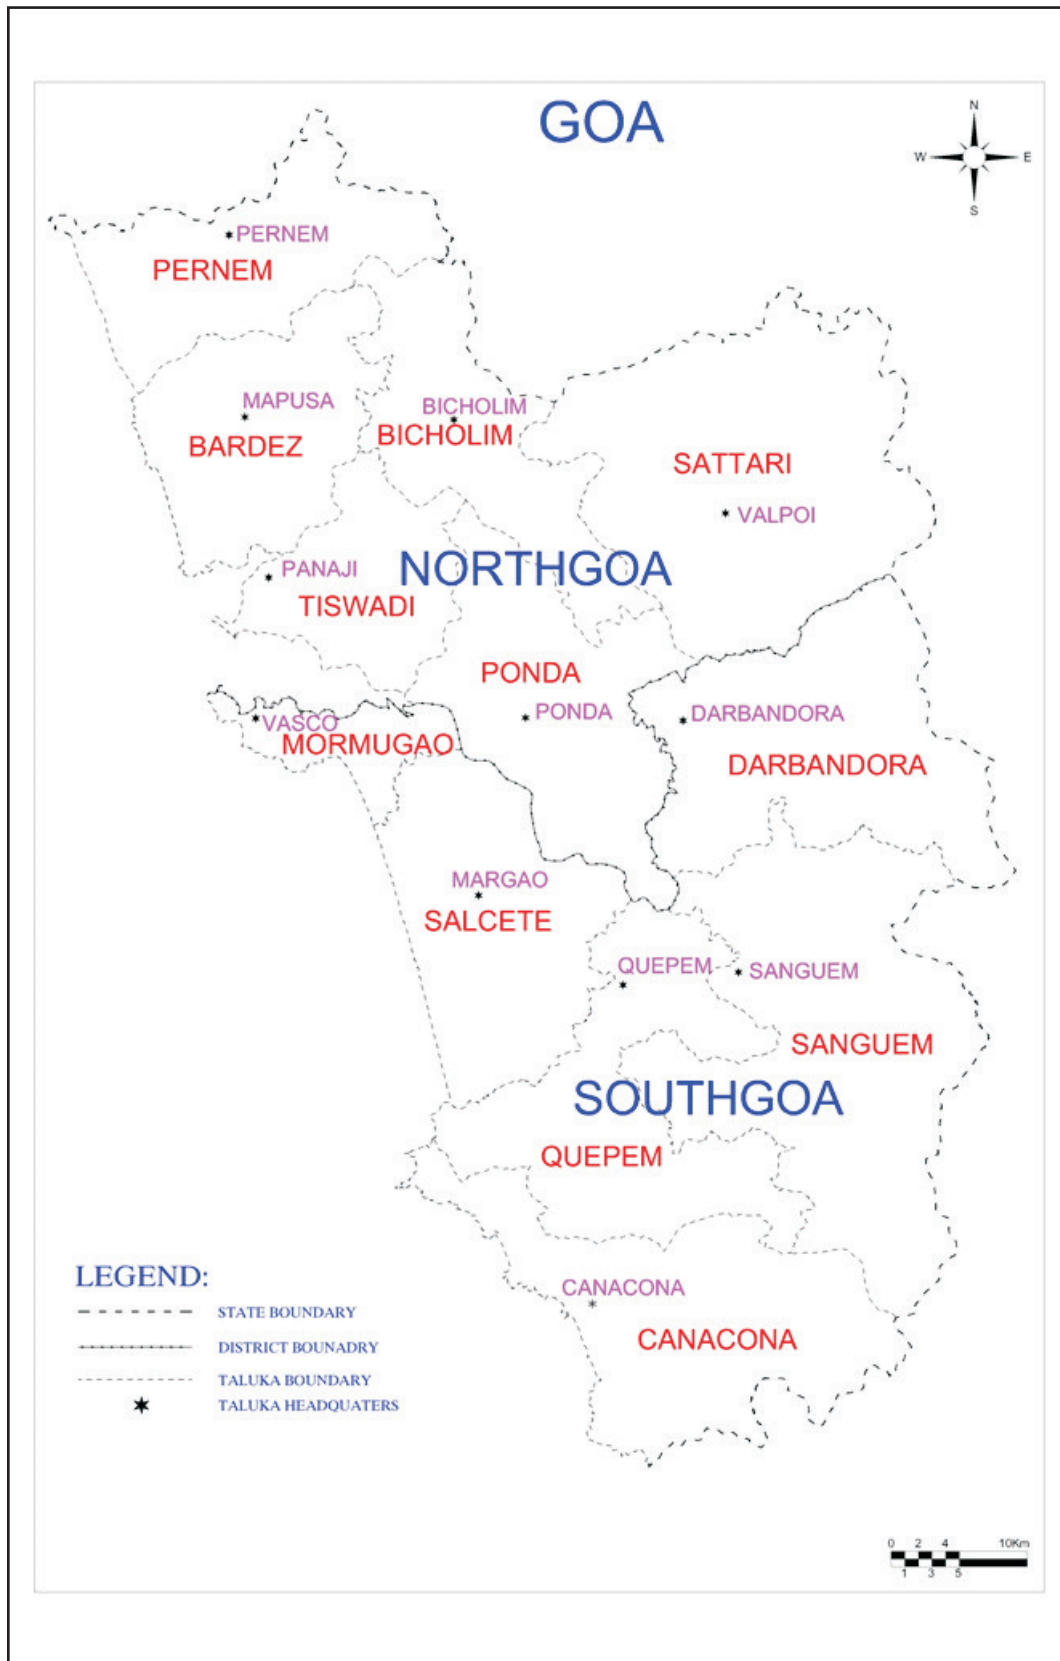 GOA
N
W E
S
PERNEM
PERNEM
MAPUSA
BARDEZ
BICHOLIM
BICHOLIM
SATTARI
VALPOI
NORTHGOA
PANAJI
TISWADI
PONDA
PONDA
DARBANDORA
DARBANDORA
VASCO
MORMUGAO
MARGAO
SALCETE
QUEPEM
SANGUEM
SANGUEM
SOUTHGOA
QUEPEM
CANACONA
CANACONA
LEGEND:
STATE BOUNDARY
DISTRICT BOUNADRY
TALUKA BOUNDARY
TALUKA HEADQUATERS
0 2 4 10Km
1 3 5